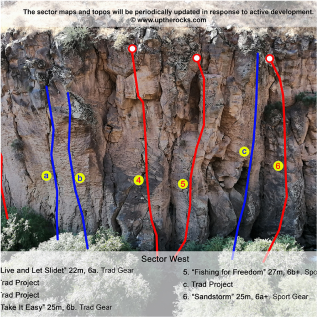 The sector maps and topos will be periodically updated in response to active development.
© www.uptherocks.com
a
b
4
5
c
6
Sector West
Live and Let Slidet" 22m, 6a. Trad Gear
rad Project
rad Project
Take It Easy" 25m, 6b. Trad Gear
5. "Fishing for Freedom" 27m, 6b+. Spo
c. Trad Project
6. "Sandstorm" 25m, 6a+. Sport Gear